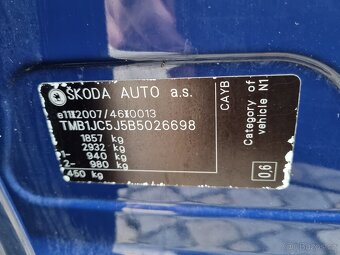 ŠKODA AUTO a.s.
e11*2007/46*0013
TMB1JC5J5B5026698
1857 kg
2932 kg
1- 940 kg
2- 980 kg
450 kg
CAYB
Category of
vehicle N1
0.6